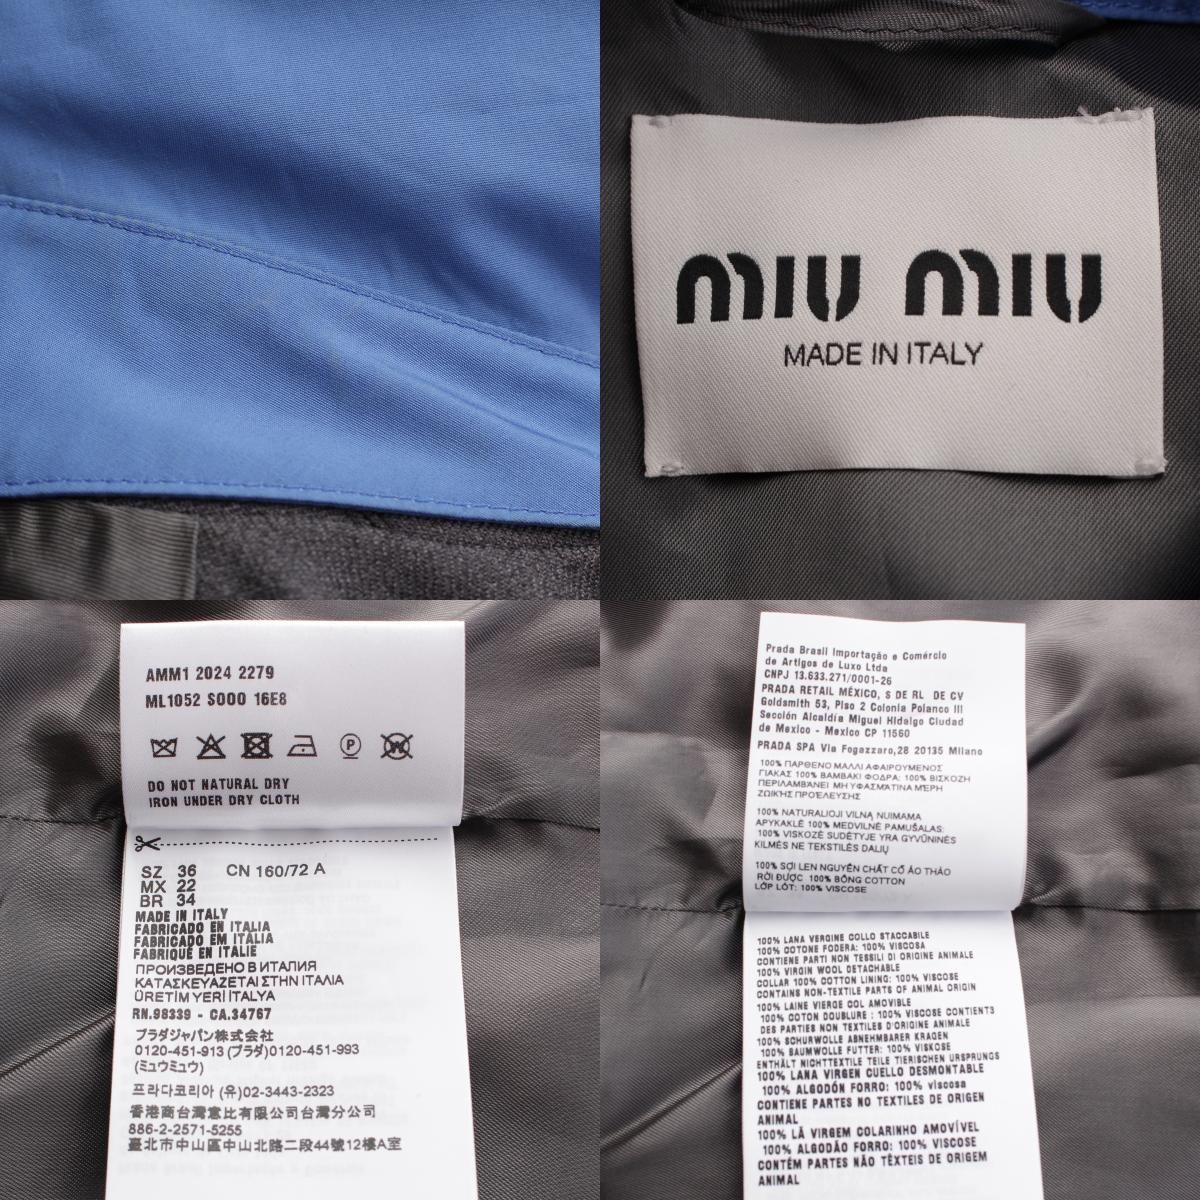 MIU MIU
MADE IN ITALY
AMM1 2024 2279
ML1052 S000 16E8
P
W
DO NOT NATURAL DRY
IRON UNDER DRY CLOTH
SZ 36 CN 160/72 A
MX 22
BR 34
MADE IN ITALY
FABRICADO EN ITALIA
FABRICADO EM ITALIA
FABRIQUÉ EN ITALIE
ПРОИЗВЕДЕНО В ИТАЛИЯ
ΚΑΤΑΣΚΕΥΑΖΕΤΑΙ ΣΤΗΝ ΙΤΑΛΙΑ
ÜRETİM YERİ İTALYA
RN.98339 - CA.34767
プラダジャパン株式会社
0120-451-913 (プラダ)0120-451-993
(ミュウミュウ)
프라다코리아 (유)02-3443-2323
香港商台灣意比有限公司台灣分公司
886-2-2571-5255
臺北市中山區中山北路二段44號12樓A室
Prada Brasil Importação e Comércio
de Artigos de Luxo Ltda
CNPJ 13.633.271/0001-26
PRADA RETAIL MÉXICO, S DE RL DE CV
Goldsmith 53, Piso 2 Colonia Polanco III
Sección Alcaldía Miguel Hidalgo Ciudad
de Mexico - Mexico CP 11560
PRADA SPA Via Fogazzaro,28 20135 Milano
100% ΠΑΡΘΕΝΟ ΜΑΛΛΙ ΑΦΑΙΡΟΥΜΕΝΟΣ
ΓΙΑΚΑΣ 100% ΒΑΜΒΑΚΙ ΦΟΔΡΑ: 100% ΒΙΣΚΟΖΗ
ΠΕΡΙΛΑΜΒΑΝΕΙ ΜΗ ΥΦΑΣΜΑΤΙΝΑ ΜΈΡΗ
ΖΩΙΚΉΣ ΠΡΟΈΛΕΥΣΗΣ
100% NATURALIOJI VILNA NUIMAMA
APYKAKLĖ 100% MEDVILNĖ PAMUŠALAS:
100% VISKOZĖ SUDĖTYJE YRA GYVŪNINĖS
KILMĖS NE TEKSTILĖS DALIŲ
100% SỢI LEN NGUYÊN CHẤT CỔ ÁO THÁO
RỜI ĐƯỢC 100% BÔNG COTTON
LỚP LÓT: 100% VISCOSE
100% LANA VERGINE COLLO STACCABILE
100% COTONE FODERA: 100% VISCOSA
CONTIENE PARTI NON TESSILI DI ORIGINE ANIMALE
100% VIRGIN WOOL DETACHABLE
COLLAR 100% COTTON LINING: 100% VISCOSE
CONTAINS NON-TEXTILE PARTS OF ANIMAL ORIGIN
100% LAINE VIERGE COL AMOVIBLE
100% COTON DOUBLURE : 100% VISCOSE CONTIENT3
DES PARTIES NON TEXTILES D'ORIGINE ANIMALE
100% SCHURWOLLE ABNEHMBARER KRAGEN
100% BAUMWOLLE FUTTER: 100% VISKOSE
ENTHÄLT NICHTTEXTILE TEILE TIERISCHEN URSPRUNGS
100% LANA VIRGEN CUELLO DESMONTABLE
100% ALGODÓN FORRO: 100% viscosa
CONTIENE PARTES NO TEXTILES DE ORIGEN
ANIMAL
100% LÃ VIRGEM COLARINHO AMOVÍVEL
100% ALGODÃO FORRO: 100% VISCOSE
CONTÉM PARTES NÃO TÊXTEIS DE ORIGEM
ANIMAL